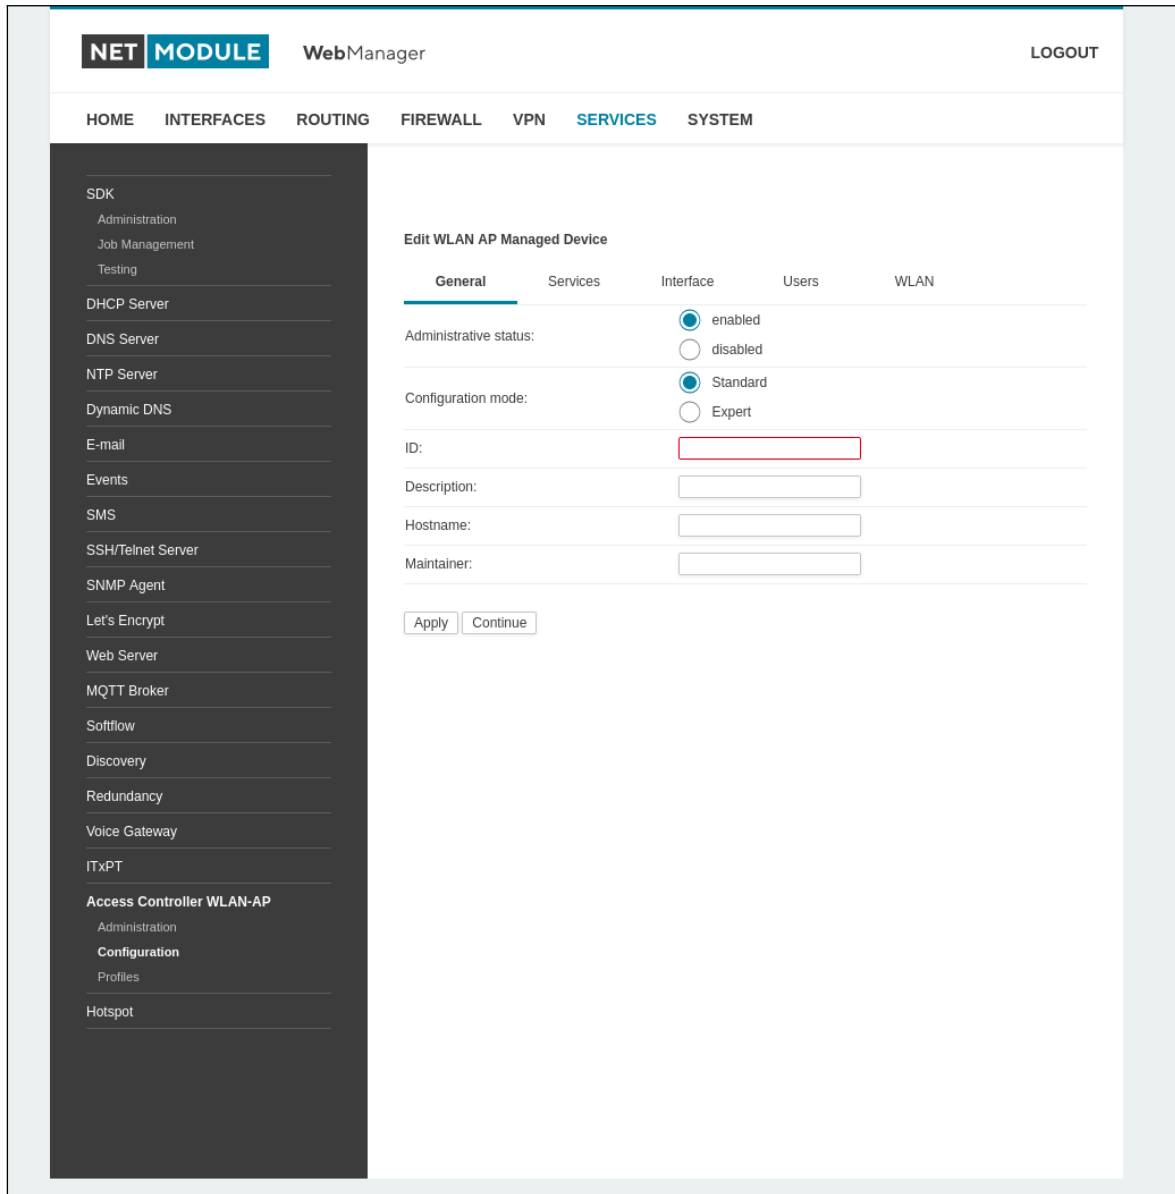 NET MODULE WebManager LOGOUT
HOME INTERFACES ROUTING FIREWALL VPN SERVICES SYSTEM
SDK
Administration
Job Management
Testing
DHCP Server
DNS Server
NTP Server
Dynamic DNS
E-mail
Events
SMS
SSH/Telnet Server
SNMP Agent
Let's Encrypt
Web Server
MQTT Broker
Softflow
Discovery
Redundancy
Voice Gateway
ITxPT
Access Controller WLAN-AP
Administration
Configuration
Profiles
Hotspot
Edit WLAN AP Managed Device
General Services Interface Users WLAN
Administrative status:
enabled
disabled
Configuration mode:
Standard
Expert
ID:
Description:
Hostname:
Maintainer:
Apply Continue